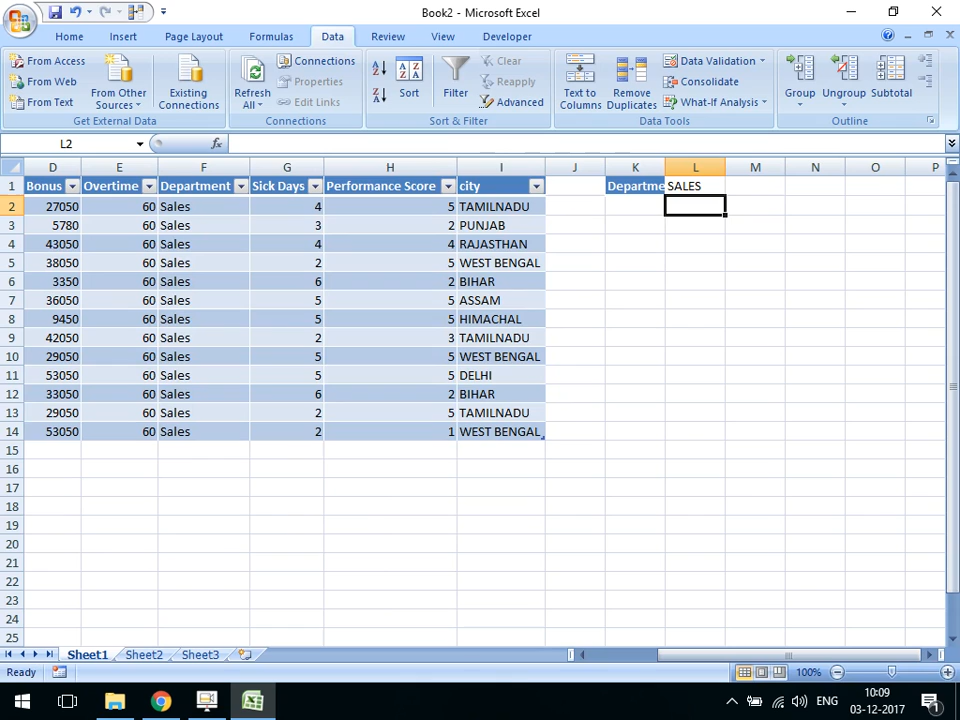 Book2 - Microsoft Excel
Home Insert Page Layout Formulas Data Review View Developer
From Access
From Web
From Text
From Other Sources
Existing Connections
Get External Data
Refresh All
Connections
Properties
Edit Links
Connections
Sort
Filter
Clear
Reapply
Advanced
Sort & Filter
Text to Columns
Remove Duplicates
Data Validation
Consolidate
What-If Analysis
Data Tools
Group
Ungroup
Subtotal
Outline
L2 fx
D E F G H I J K L M N O P
1 Bonus Overtime Department Sick Days Performance Score city Departme SALES
2 27050 60 Sales 4 5 TAMILNADU
3 5780 60 Sales 3 2 PUNJAB
4 43050 60 Sales 4 4 RAJASTHAN
5 38050 60 Sales 2 5 WEST BENGAL
6 3350 60 Sales 6 2 BIHAR
7 36050 60 Sales 5 5 ASSAM
8 9450 60 Sales 5 5 HIMACHAL
9 42050 60 Sales 2 3 TAMILNADU
10 29050 60 Sales 5 5 WEST BENGAL
11 53050 60 Sales 5 5 DELHI
12 33050 60 Sales 6 2 BIHAR
13 29050 60 Sales 2 5 TAMILNADU
14 53050 60 Sales 2 1 WEST BENGAL
15
16
17
18
19
20
21
22
23
24
25
Sheet1 Sheet2 Sheet3
Ready 100%
ENG 10:09
03-12-2017
1